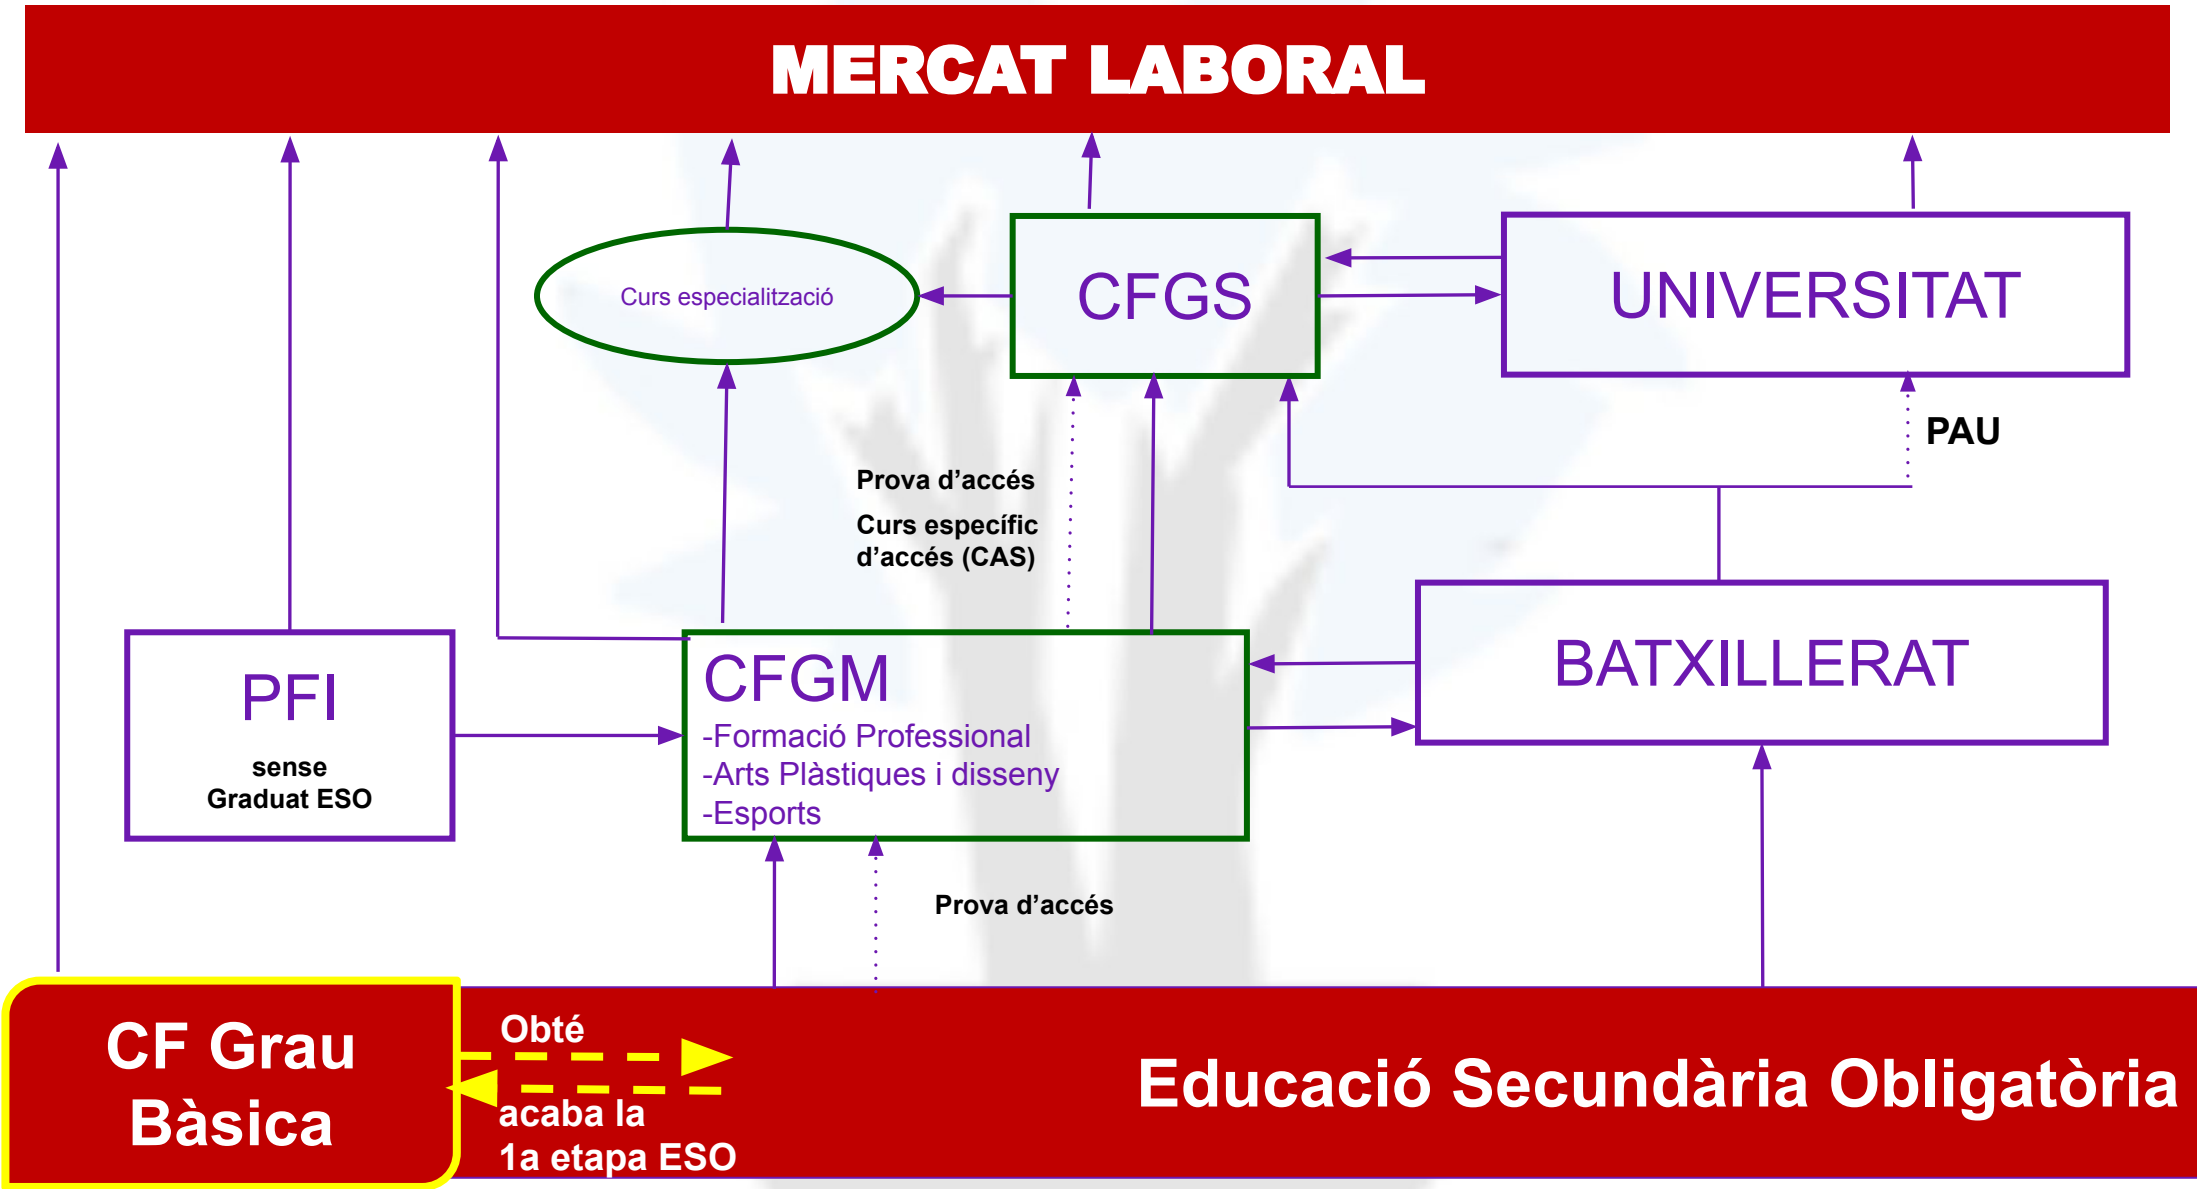 MERCAT LABORAL
Curs especialització
CFGS
UNIVERSITAT
PAU
Prova d’accés
Curs específic
d’accés (CAS)
PFI
sense
Graduat ESO
CFGM
-Formació Professional
-Arts Plàstiques i disseny
-Esports
BATXILLERAT
Prova d’accés
CF Grau
Bàsica
Obté
acaba la
1a etapa ESO
Educació Secundària Obligatòria